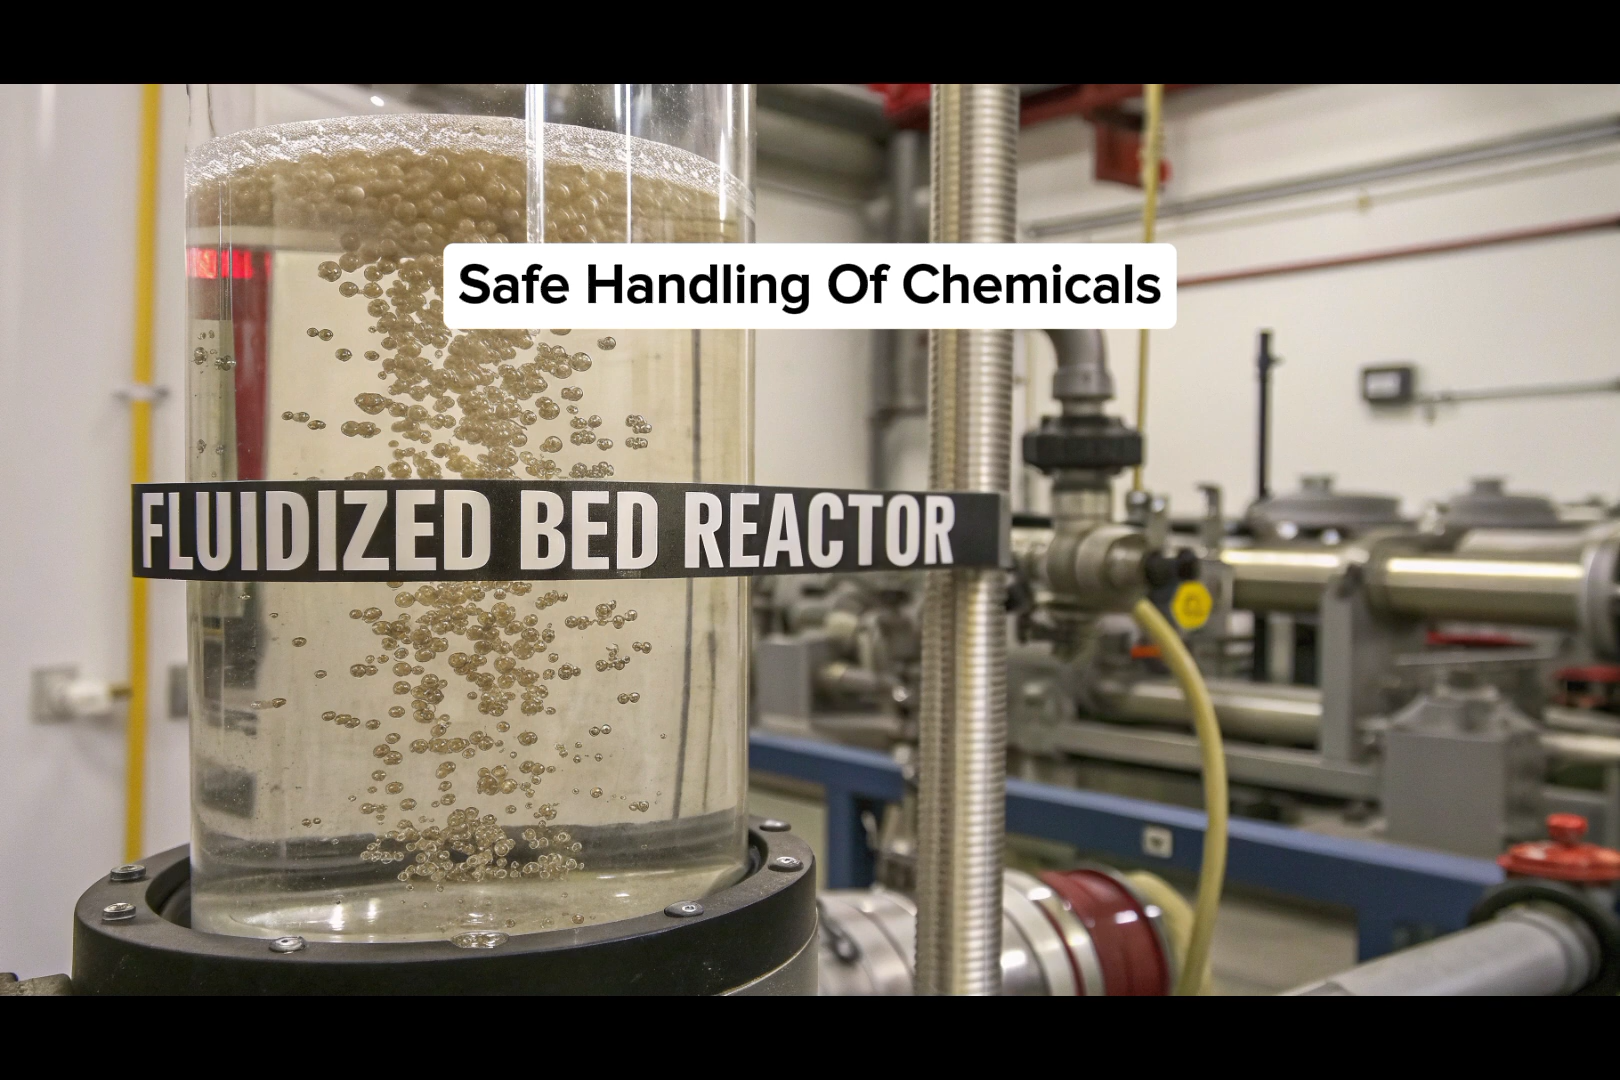 Safe Handling Of Chemicals
FLUIDIZED BED REACTOR